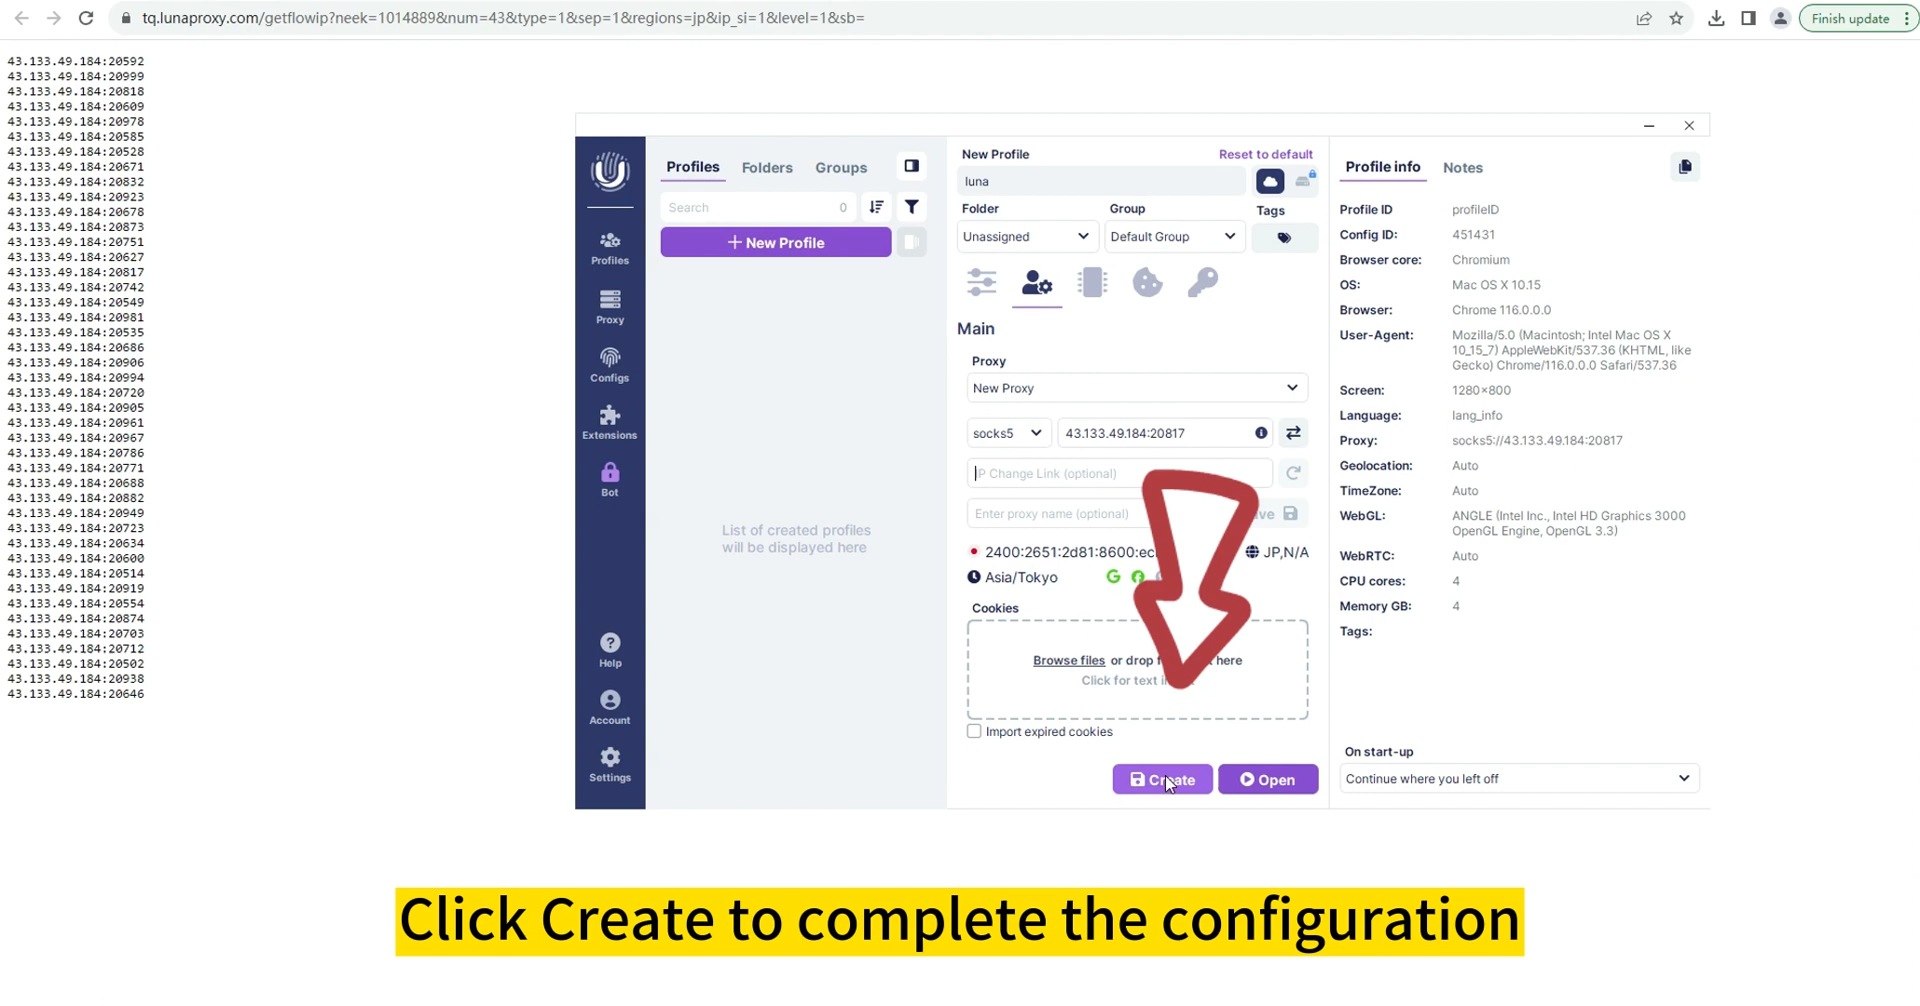 tq.lunaproxy.com/getflowip?neek=1014889&num=43&type=1&sep=1&regions=jp&ip_si=1&level=1&sb=
Finish update
43.133.49.184:20592
43.133.49.184:20999
43.133.49.184:20818
43.133.49.184:20609
43.133.49.184:20978
43.133.49.184:20585
43.133.49.184:20528
43.133.49.184:20671
43.133.49.184:20832
43.133.49.184:20923
43.133.49.184:20678
43.133.49.184:20873
43.133.49.184:20751
43.133.49.184:20627
43.133.49.184:20817
43.133.49.184:20742
43.133.49.184:20549
43.133.49.184:20981
43.133.49.184:20535
43.133.49.184:20686
43.133.49.184:20906
43.133.49.184:20994
43.133.49.184:20720
43.133.49.184:20905
43.133.49.184:20961
43.133.49.184:20967
43.133.49.184:20786
43.133.49.184:20771
43.133.49.184:20688
43.133.49.184:20882
43.133.49.184:20949
43.133.49.184:20723
43.133.49.184:20634
43.133.49.184:20600
43.133.49.184:20514
43.133.49.184:20919
43.133.49.184:20554
43.133.49.184:20874
43.133.49.184:20703
43.133.49.184:20712
43.133.49.184:20502
43.133.49.184:20938
43.133.49.184:20646
Profiles
Proxy
Configs
Extensions
Bot
Help
Account
Settings
Profiles Folders Groups
Search 0
New Profile
List of created profiles
will be displayed here
New Profile Reset to default
luna
Folder Group Tags
Unassigned Default Group
Main
Proxy
New Proxy
socks5 43.133.49.184:20817
IP Change Link (optional)
Enter proxy name (optional)
2400:2651:2d81:8600: JP,N/A
Asia/Tokyo
Cookies
Browse files or drop here
Click for text
Import expired cookies
Create Open
Profile info Notes
Profile ID profileID
Config ID: 451431
Browser core: Chromium
OS: Mac OS X 10.15
Browser: Chrome 116.0.0.0
User-Agent: Mozilla/5.0 (Macintosh; Intel Mac OS X
10_15_7) AppleWebKit/537.36 (KHTML, like
Gecko) Chrome/116.0.0.0 Safari/537.36
Screen: 1280×800
Language: lang_info
Proxy: socks5://43.133.49.184:20817
Geolocation: Auto
TimeZone: Auto
WebGL: ANGLE (Intel Inc., Intel HD Graphics 3000
OpenGL Engine, OpenGL 3.3)
WebRTC: Auto
CPU cores: 4
Memory GB: 4
Tags:
On start-up
Continue where you left off
Click Create to complete the configuration